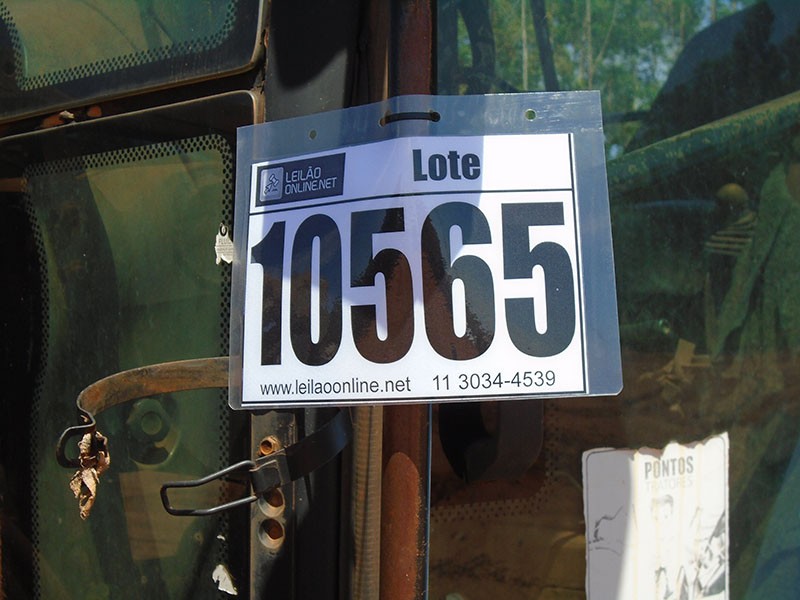 LEILÃO
ONLINE.NET
Lote
10565
www.leilaoonline.net 11 3034-4539
PONTOS
TRATORES